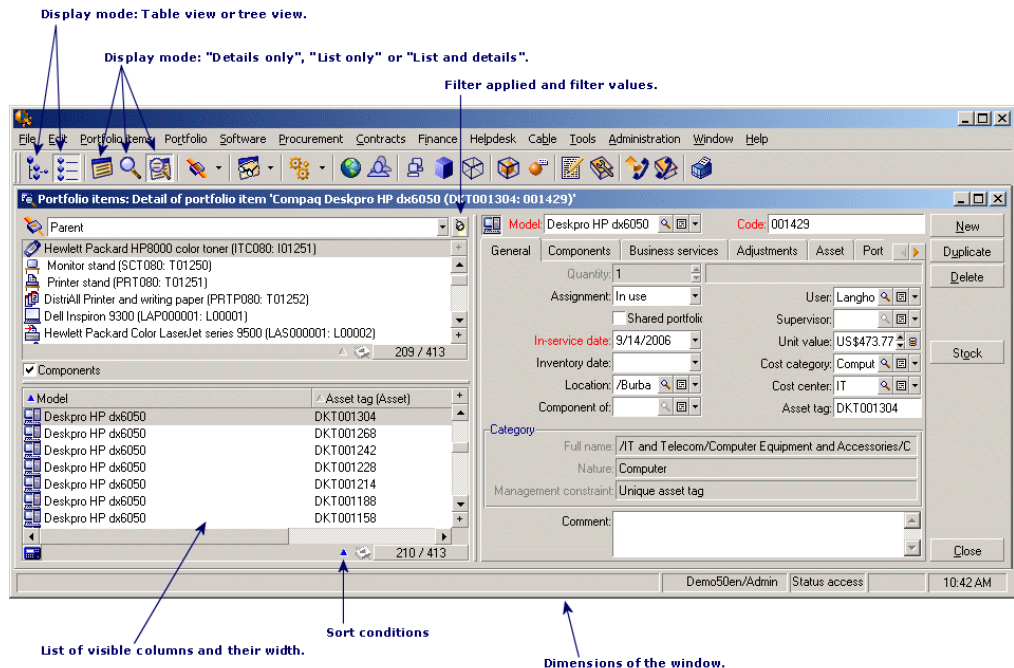 Display mode: Table view or tree view.
Display mode: "Details only", "List only" or "List and details".
Filter applied and filter values.
File Edit Portfolio items Portfolio Software Procurement Contracts Finance Helpdesk Cable Tools Administration Window Help
Portfolio items: Detail of portfolio item 'Compaq Deskpro HP dx6050 (DKT001304: 001429)'
Parent
Hewlett Packard HP8000 color toner (ITC080: I01251)
Monitor stand (SCT080: T01250)
Printer stand (PRT080: T01251)
DistriAll Printer and writing paper (PRTP080: T01252)
Dell Inspiron 9300 (LAP000001: L00001)
Hewlett Packard Color LaserJet series 9500 (LAS000001: L00002)
209 / 413
Components
Model Asset tag (Asset)
Deskpro HP dx6050 DKT001304
Deskpro HP dx6050 DKT001268
Deskpro HP dx6050 DKT001242
Deskpro HP dx6050 DKT001228
Deskpro HP dx6050 DKT001214
Deskpro HP dx6050 DKT001188
Deskpro HP dx6050 DKT001158
210 / 413
Model: Deskpro HP dx6050 Code: 001429
General Components Business services Adjustments Asset Port
Quantity: 1
Assignment: In use User: Langho
Shared portfolio Supervisor:
In-service date: 9/14/2006 Unit value: US$473.77
Inventory date: Cost category: Comput
Location: /Burba Cost center: IT
Component of: Asset tag: DKT001304
Category
Full name: /IT and Telecom/Computer Equipment and Accessories/C
Nature: Computer
Management constraint: Unique asset tag
Comment:
New
Duplicate
Delete
Stock
Close
Demo50en/Admin Status access 10:42 AM
Sort conditions
List of visible columns and their width.
Dimensions of the window.